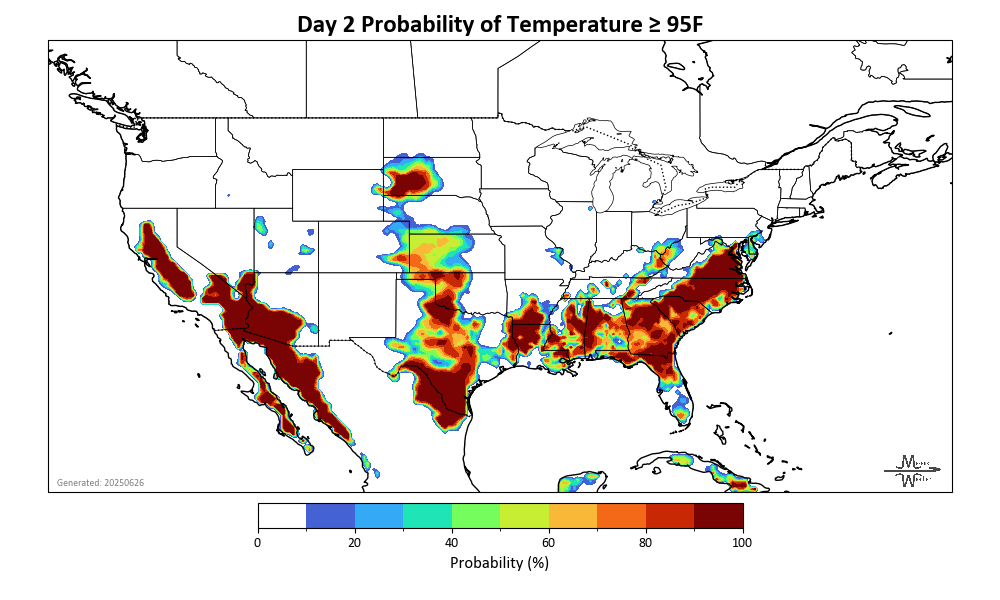 Day 2 Probability of Temperature ≥ 95F
Generated: 20250626
0 20 40 60 80 100
Probability (%)